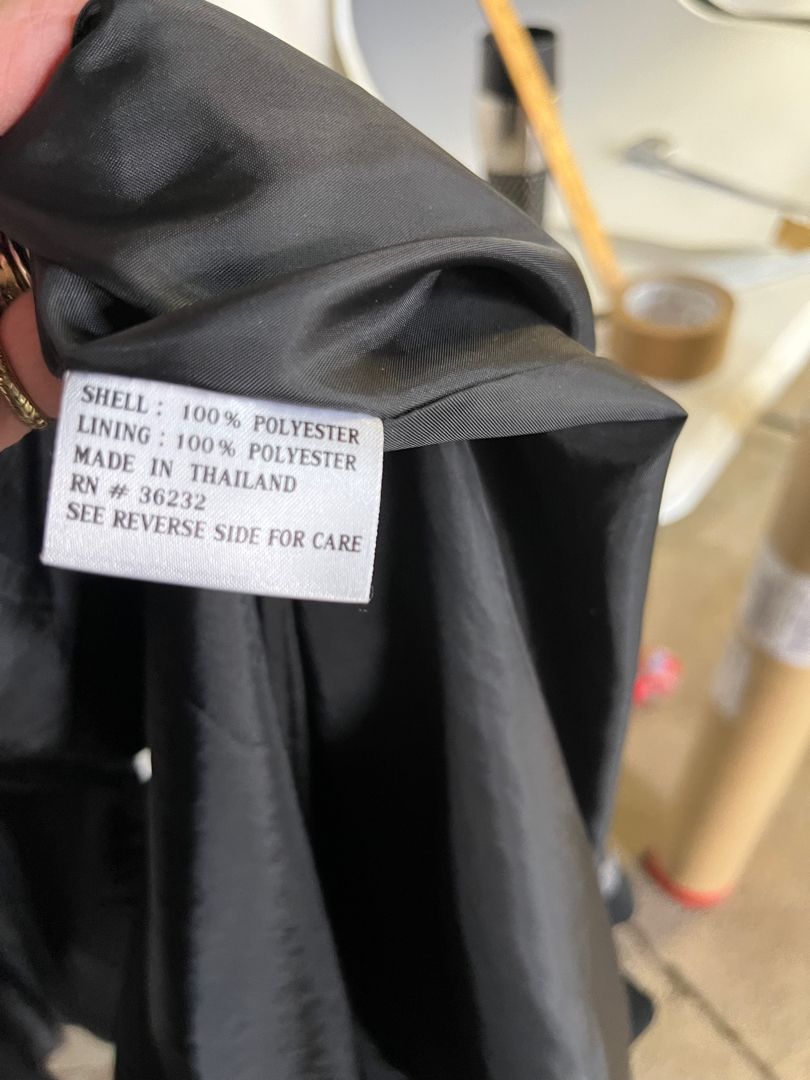 SHELL : 100% POLYESTER
LINING : 100% POLYESTER
MADE IN THAILAND
RN # 36232
SEE REVERSE SIDE FOR CARE